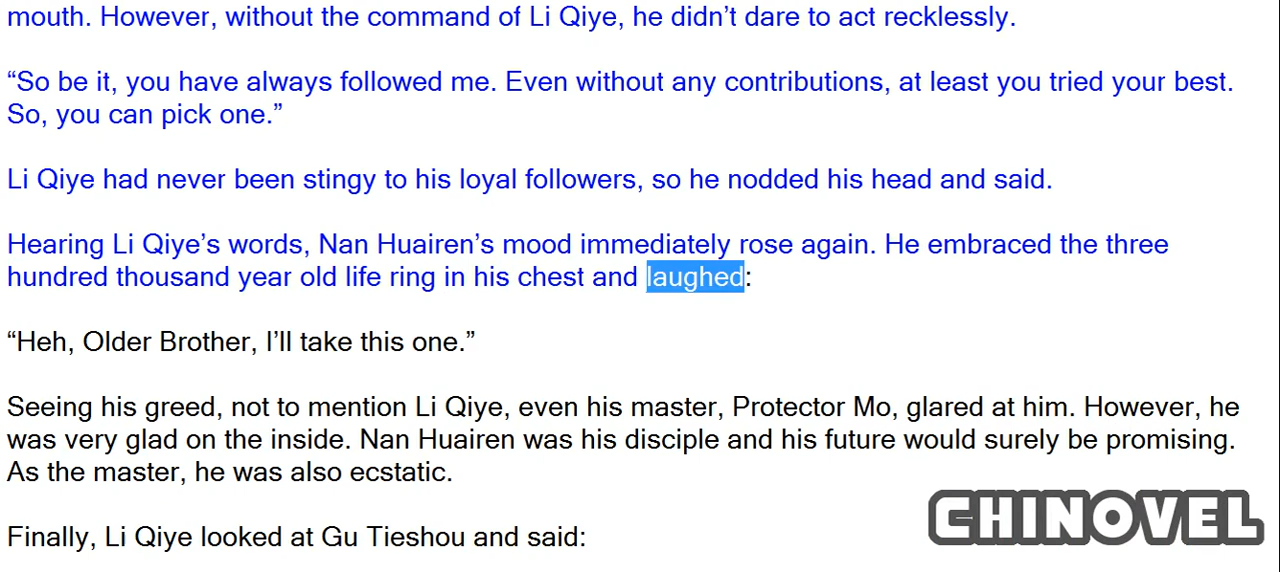 mouth. However, without the command of Li Qiye, he didn’t dare to act recklessly.
“So be it, you have always followed me. Even without any contributions, at least you tried your best.
So, you can pick one.”
Li Qiye had never been stingy to his loyal followers, so he nodded his head and said.
Hearing Li Qiye’s words, Nan Huairen’s mood immediately rose again. He embraced the three
hundred thousand year old life ring in his chest and laughed:
“Heh, Older Brother, I’ll take this one.”
Seeing his greed, not to mention Li Qiye, even his master, Protector Mo, glared at him. However, he
was very glad on the inside. Nan Huairen was his disciple and his future would surely be promising.
As the master, he was also ecstatic.
Finally, Li Qiye looked at Gu Tieshou and said:
CHINOVEL